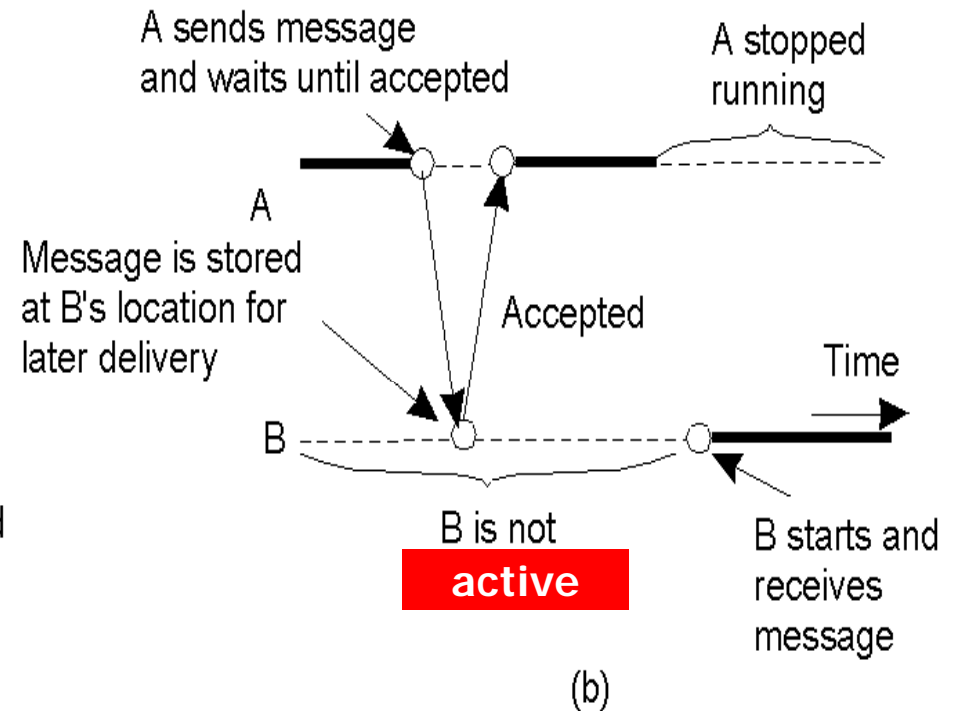 A sends message
and waits until accepted
A stopped
running
A
Message is stored
at B's location for
later delivery
Accepted
Time
B
B is not
active
B starts and
receives
message
(b)